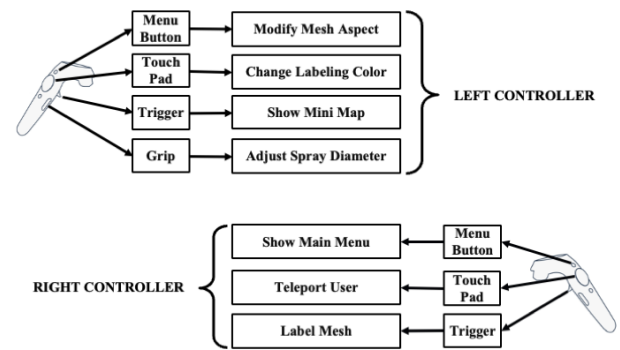 Menu
Button
Modify Mesh Aspect
Touch
Pad
Change Labeling Color
LEFT CONTROLLER
Trigger
Show Mini Map
Grip
Adjust Spray Diameter
Show Main Menu
Menu
Button
RIGHT CONTROLLER
Teleport User
Touch
Pad
Label Mesh
Trigger